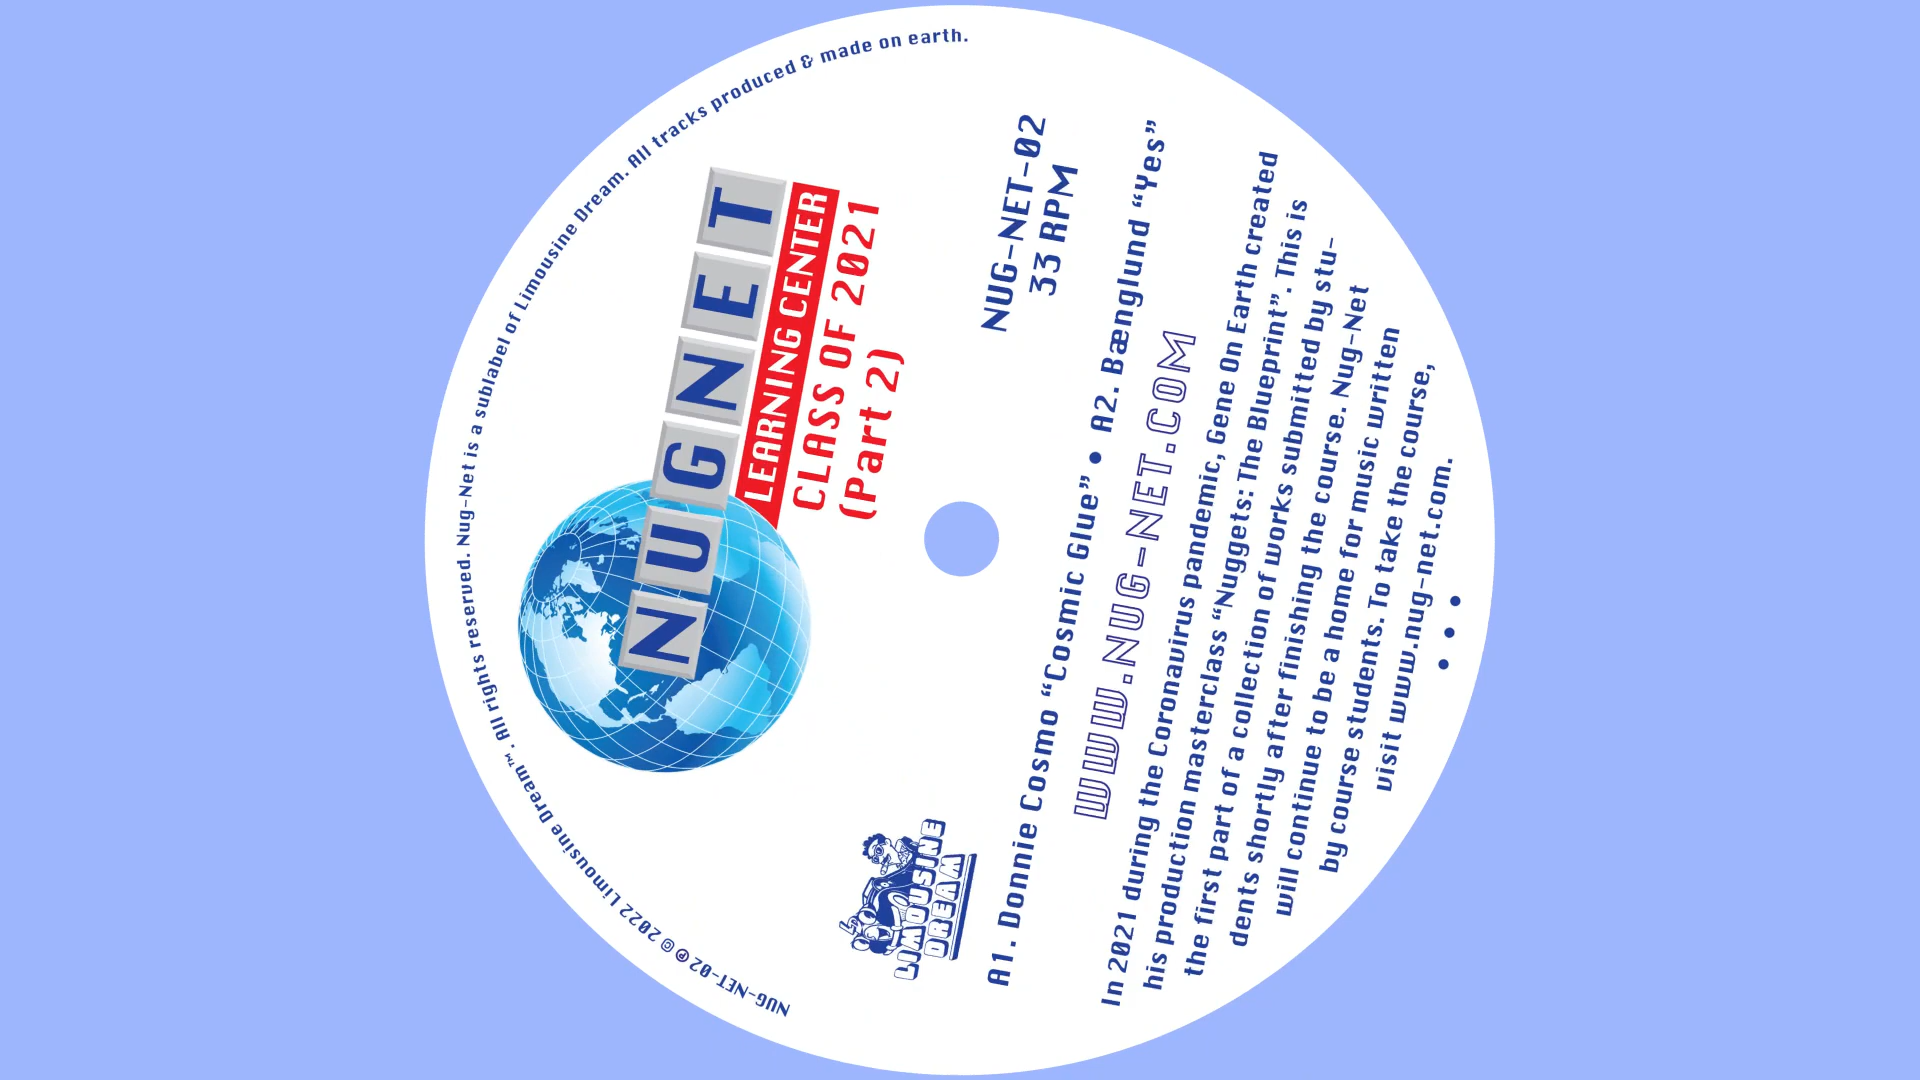 NUGNET
LEARNING CENTER
CLASS OF 2021
(Part 2)
NUG-NET-02
33 RPM
A1. Donnie Cosmo “Cosmic Glue” • A2. Bænglund “Yes”
WWW.NUG-NET.COM
In 2021 during the Coronavirus pandemic, Gene On Earth created
his production masterclass “Nuggets: The Blueprint”. This is
the first part of a collection of works submitted by stu-
dents shortly after finishing the course. Nug-Net
will continue to be a home for music written
by course students. To take the course,
visit www.nug-net.com.
LIMOUSINE
DREAM
NUG-NET-02 ℗ © 2022 Limousine Dream™. All rights reserved. Nug-Net is a sublabel of Limousine Dream. All tracks produced & made on earth.